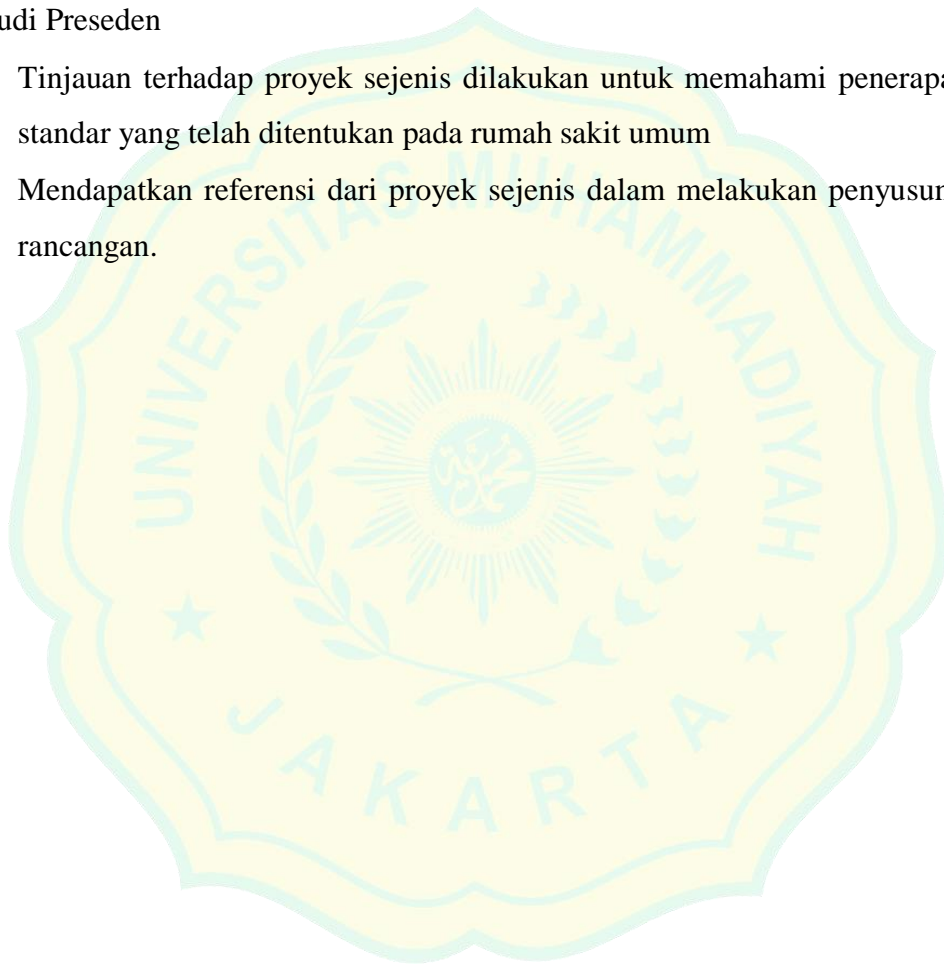 udi Preseden
Tinjauan terhadap proyek sejenis dilakukan untuk memahami penerapa
standar yang telah ditentukan pada rumah sakit umum
Mendapatkan referensi dari proyek sejenis dalam melakukan penyusun
rancangan.
UNIVERSITAS MUHAMMADIYAH
JAKARTA